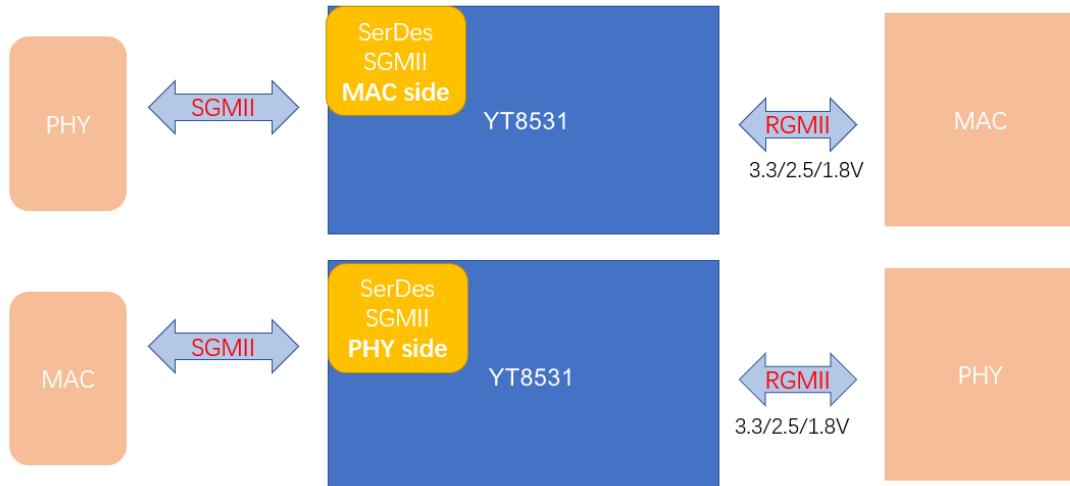 SerDes
SGMII
MAC side
PHY
SGMII
YT8531
RGMII
MAC
3.3/2.5/1.8V
SerDes
SGMII
PHY side
MAC
SGMII
YT8531
RGMII
PHY
3.3/2.5/1.8V